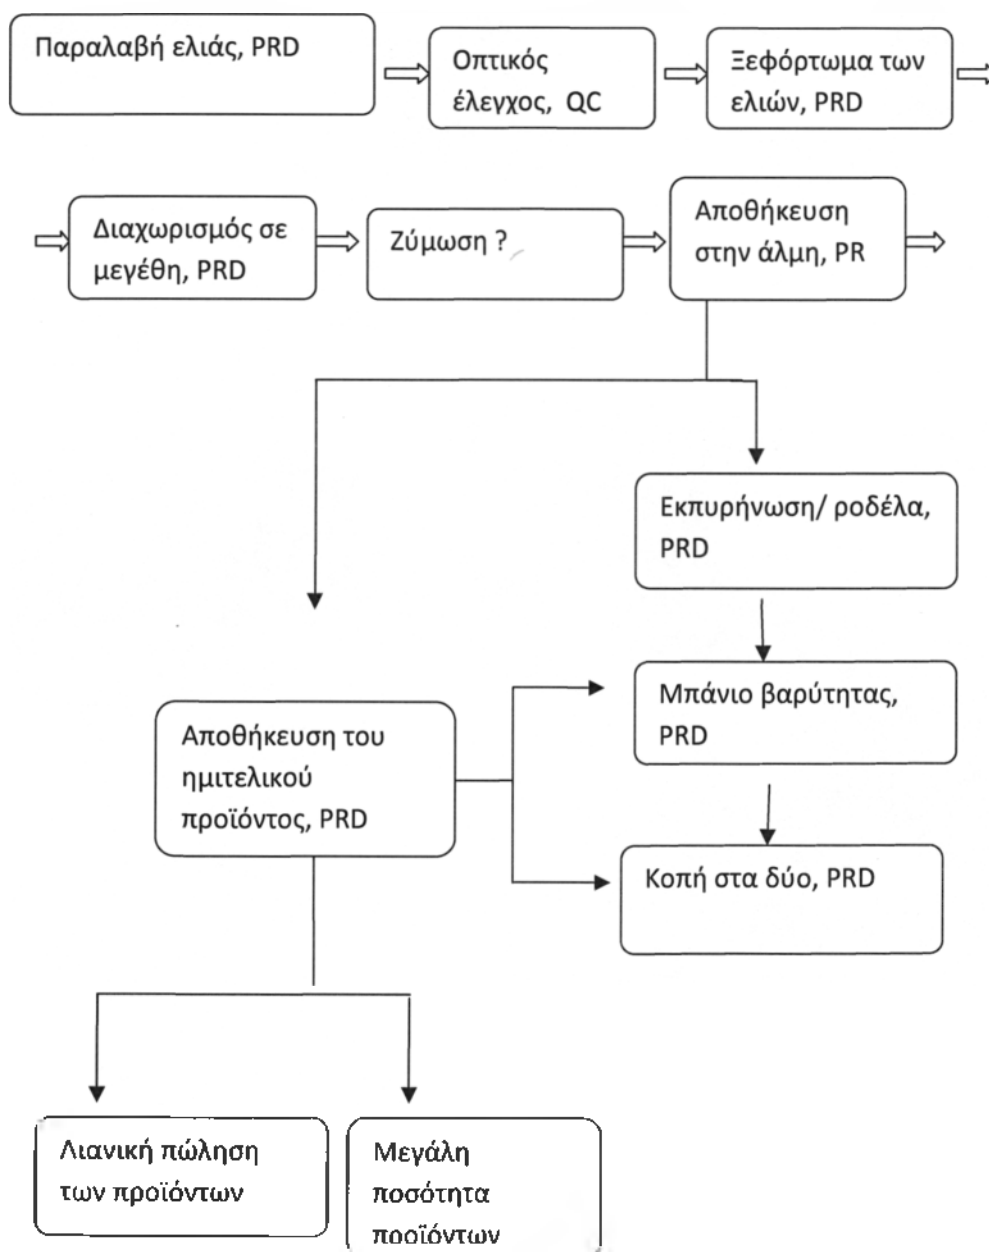 Παραλαβή ελιάς, PRD
Οπτικός
έλεγχος, QC
Ξεφόρτωμα των
ελιών, PRD
Διαχωρισμός σε
μεγέθη, PRD
Ζύμωση ?
Αποθήκευση
στην άλμη, PR
Εκπυρήνωση/ ροδέλα,
PRD
Μπάνιο βαρύτητας,
PRD
Αποθήκευση του
ημιτελικού
προϊόντος, PRD
Κοπή στα δύο, PRD
Λιανική πώληση
των προϊόντων
Μεγάλη
ποσότητα
προϊόντων